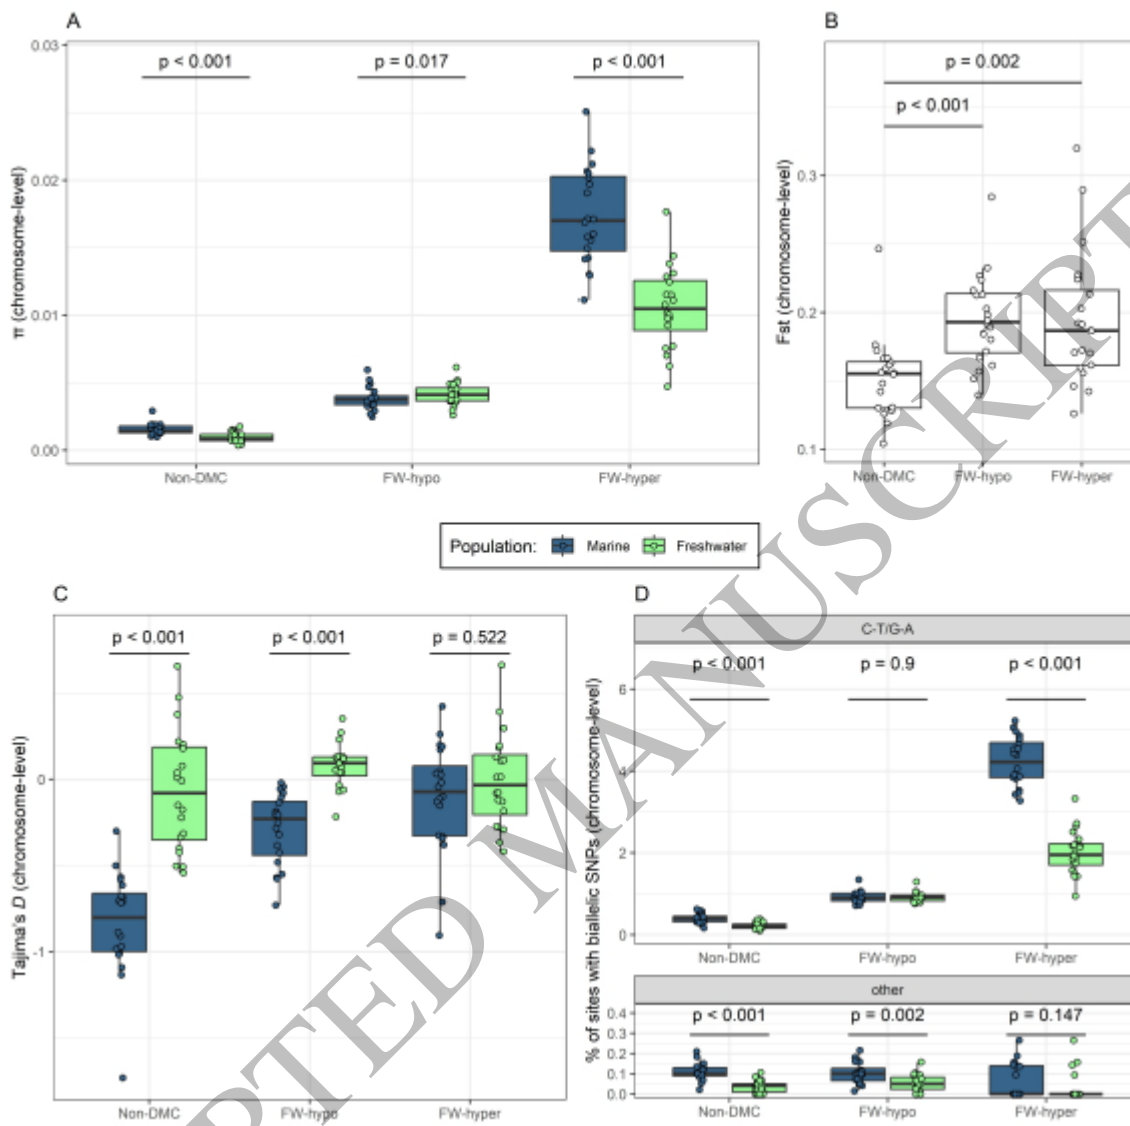 A
0.03
0.02
0.01
0.00
π (chromosome-level)
p < 0.001
p = 0.017
p < 0.001
Non-DMC
FW-hypo
FW-hyper
B
0.3
0.2
0.1
Fst (chromosome-level)
p = 0.002
p < 0.001
Non-DMC
FW-hypo
FW-hyper
Population: Marine Freshwater
C
0
-1
Tajima's D (chromosome-level)
p < 0.001
p < 0.001
p = 0.522
Non-DMC
FW-hypo
FW-hyper
D
% of sites with biallelic SNPs (chromosome-level)
C-T/G-A
6
4
2
0
p < 0.001
p = 0.9
p < 0.001
Non-DMC
FW-hypo
FW-hyper
other
0.4
0.3
0.2
0.1
0.0
p < 0.001
p = 0.002
p = 0.147
Non-DMC
FW-hypo
FW-hyper
PTED MANUSCRIPT